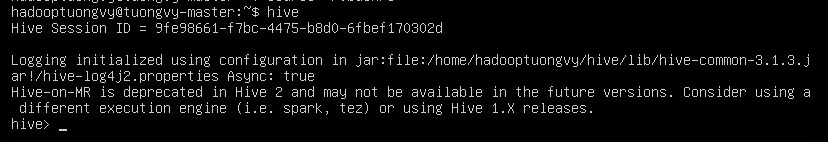 hadooptuongvy@tuongvy-master:~$ hive
Hive Session ID = 9fe98661-f7bc-4475-b8d0-6fbef170302d
Logging initialized using configuration in jar:file:/home/hadooptuongvy/hive/lib/hive-common-3.1.3.j
ar!/hive-log4j2.properties Async: true
Hive-on-MR is deprecated in Hive 2 and may not be available in the future versions. Consider using a
 different execution engine (i.e. spark, tez) or using Hive 1.X releases.
hive> _